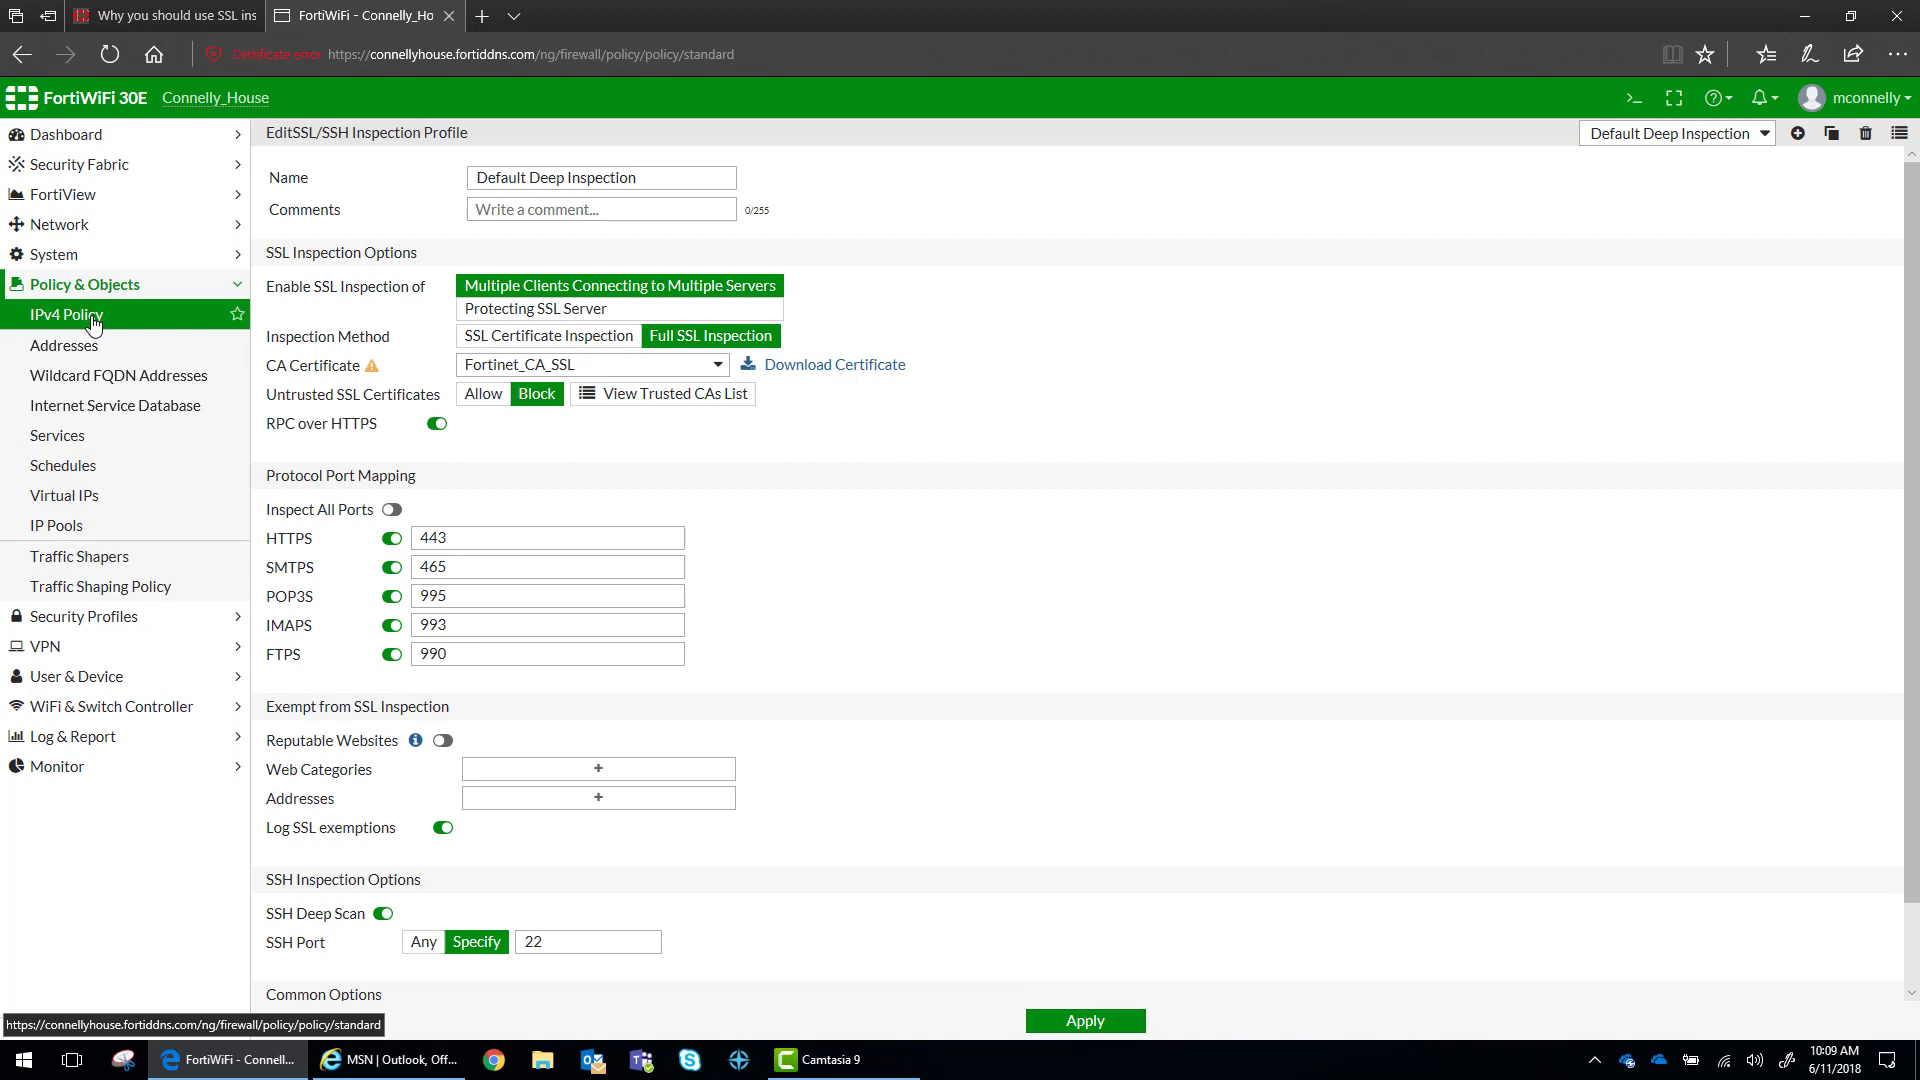 Why you should use SSL ins
FortiWiFi - Connelly_Ho
Certificate error
https://connellyhouse.fortiddns.com/ng/firewall/policy/policy/standard
FortiWiFi 30E
Connelly_House
mconnelly
Dashboard
Security Fabric
FortiView
Network
System
Policy & Objects
IPv4 Policy
Addresses
Wildcard FQDN Addresses
Internet Service Database
Services
Schedules
Virtual IPs
IP Pools
Traffic Shapers
Traffic Shaping Policy
Security Profiles
VPN
User & Device
WiFi & Switch Controller
Log & Report
Monitor
EditSSL/SSH Inspection Profile
Default Deep Inspection
Name
Default Deep Inspection
Comments
Write a comment...
0/255
SSL Inspection Options
Enable SSL Inspection of
Multiple Clients Connecting to Multiple Servers
Protecting SSL Server
Inspection Method
SSL Certificate Inspection
Full SSL Inspection
CA Certificate
Fortinet_CA_SSL
Download Certificate
Untrusted SSL Certificates
Allow
Block
View Trusted CAs List
RPC over HTTPS
Protocol Port Mapping
Inspect All Ports
HTTPS
443
SMTPS
465
POP3S
995
IMAPS
993
FTPS
990
Exempt from SSL Inspection
Reputable Websites
Web Categories
+
Addresses
+
Log SSL exemptions
SSH Inspection Options
SSH Deep Scan
SSH Port
Any
Specify
22
Common Options
Apply
https://connellyhouse.fortiddns.com/ng/firewall/policy/policy/standard
FortiWiFi - Connell...
MSN | Outlook, Off...
Camtasia 9
10:09 AM
6/11/2018